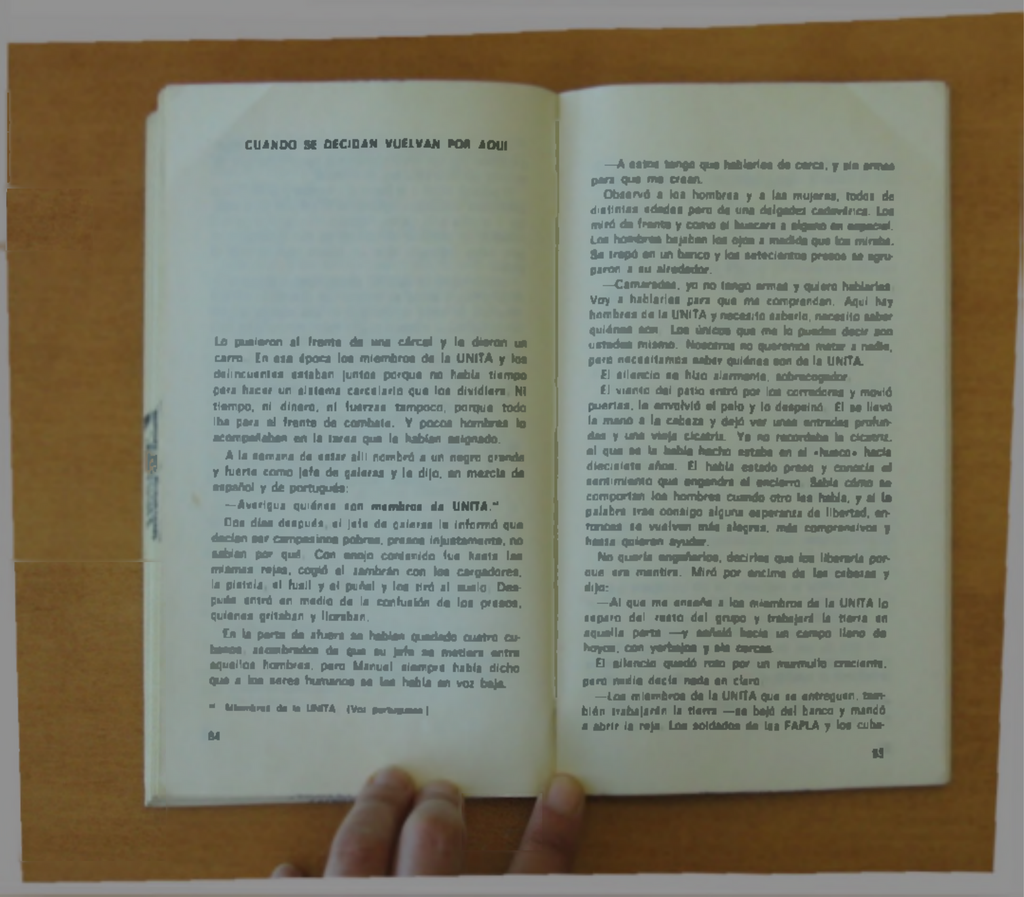 CUANDO SE DECIDAN VUELVAN POR AQUI
Lo pusieron al frente de una cárcel y le dieron un
carro. En esa época los miembros de la UNITA y los
delincuentes estaban juntos porque no había tiempo
para hacer un sistema carcelario que los dividiera. Ni
tiempo, ni dinero, ni fuerzas tampoco, porque todo
iba para el frente de combate. Y pocos hombres lo
acompañaban en la tarea que le habían asignado.
A la semana de estar allí nombró a un negro grande
y fuerte como jefe de galeras y le dijo, en mezcla de
español y de portugués:
—Averigua quiénes son membros da UNITA.*
Dos días después, el jefe de galeras le informó que
decían ser campesinos pobres, presos injustamente, no
sabían por qué. Con enojo contenido fue hasta las
mismas rejas, cogió el zambrán con los cargadores,
la pistola, el fusil y el puñal y los tiró al suelo. Des-
pués entró en medio de la confusión de los presos,
quienes gritaban y lloraban.
En la parte de afuera se habían quedado cuatro cu-
banos, asombrados de que su jefe se metiera entre
aquellos hombres, pero Manuel siempre había dicho
que a los seres humanos se les habla en voz baja.
* Miembros de la UNITA. (Voz portuguesa)
84
—A estos tengo que hablarles de cerca, y sin armas
para que me crean.
Observó a los hombres y a las mujeres, todos de
distintas edades pero de una delgadez cadavérica. Los
miró de frente y como si buscara a alguno en especial.
Los hombres bajaban los ojos a medida que los miraba.
Se trepó en un banco y los setecientos presos se agru-
paron a su alrededor.
—Camaradas, yo no tengo armas y quiero hablarles.
Voy a hablarles para que me comprendan. Aquí hay
hombres de la UNITA y necesito saberlo, necesito saber
quiénes son. Los únicos que me lo pueden decir son
ustedes mismo. Nosotros no queremos matar a nadie,
pero necesitamos saber quiénes son de la UNITA.
El silencio se hizo alarmante, sobrecogedor.
El viento del patio entró por los corredores y movió
puertas, le envolvió el pelo y lo despeinó. Él se llevó
la mano a la cabeza y dejó ver unas entradas profun-
das y una vieja cicatriz. Ya no recordaba la cicatriz,
el que se la había hecho estaba en el «hueco» hacía
diecisiete años. Él había estado preso y conocía el
sentimiento que engendra el encierro. Sabía cómo se
comportan los hombres cuando otro les habla, y si la
palabra trae consigo alguna esperanza de libertad, en-
tonces se vuelven más alegres, más comprensivos y
hasta quieren ayudar.
No quería engañarlos, decirles que los liberaría por-
que era mentira. Miró por encima de las cabezas y
dijo:
—Al que me enseñe a los miembros de la UNITA lo
separo del resto del grupo y trabajará la tierra en
aquella parte —y señaló hacia un campo lleno de
hoyos, con yerbajos y sin cercas.
El silencio quedó roto por un murmullo creciente,
pero nadie decía nada en claro.
—Los miembros de la UNITA que se entreguen, tam-
bién trabajarán la tierra —se bajó del banco y mandó
a abrir la reja. Los soldados de las FAPLA y los cuba-
85